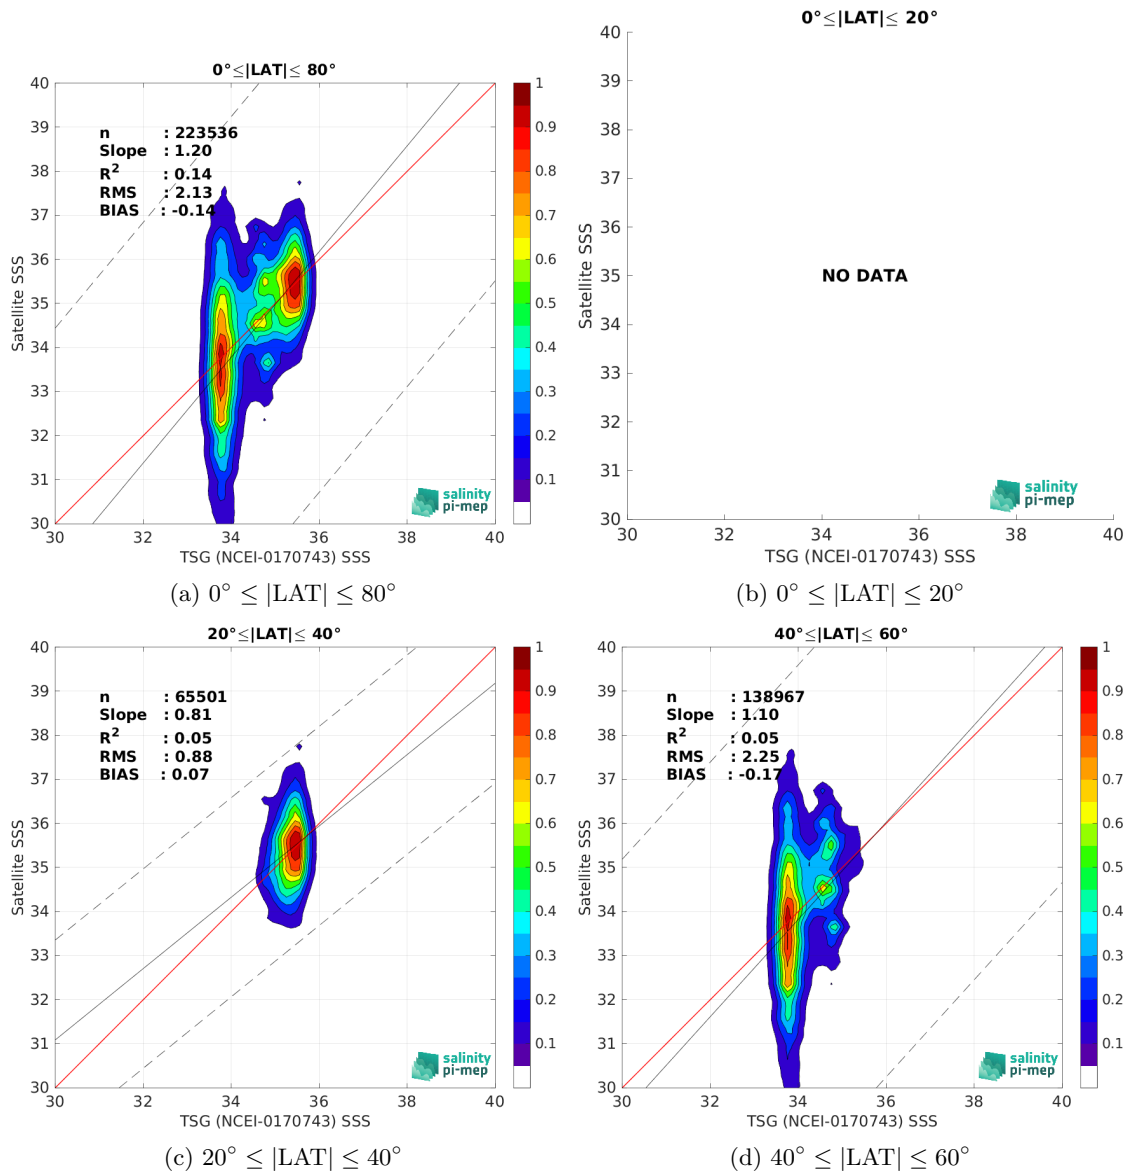 0°≤|LAT|≤ 80°
n : 223536
Slope : 1.20
R² : 0.14
RMS : 2.13
BIAS : -0.14
Satellite SSS
40
39
38
37
36
35
34
33
32
31
30
30 32 34 36 38 40
TSG (NCEI-0170743) SSS
1
0.9
0.8
0.7
0.6
0.5
0.4
0.3
0.2
0.1
salinity
pi-mep
(a) 0° ≤ |LAT| ≤ 80°
0°≤|LAT|≤ 20°
Satellite SSS
40
39
38
37
36
35
34
33
32
31
30
NO DATA
30 32 34 36 38 40
TSG (NCEI-0170743) SSS
salinity
pi-mep
(b) 0° ≤ |LAT| ≤ 20°
20°≤|LAT|≤ 40°
n : 65501
Slope : 0.81
R² : 0.05
RMS : 0.88
BIAS : 0.07
Satellite SSS
40
39
38
37
36
35
34
33
32
31
30
30 32 34 36 38 40
TSG (NCEI-0170743) SSS
1
0.9
0.8
0.7
0.6
0.5
0.4
0.3
0.2
0.1
salinity
pi-mep
(c) 20° ≤ |LAT| ≤ 40°
40°≤|LAT|≤ 60°
n : 138967
Slope : 1.10
R² : 0.05
RMS : 2.25
BIAS : -0.17
Satellite SSS
40
39
38
37
36
35
34
33
32
31
30
30 32 34 36 38 40
TSG (NCEI-0170743) SSS
1
0.9
0.8
0.7
0.6
0.5
0.4
0.3
0.2
0.1
salinity
pi-mep
(d) 40° ≤ |LAT| ≤ 60°